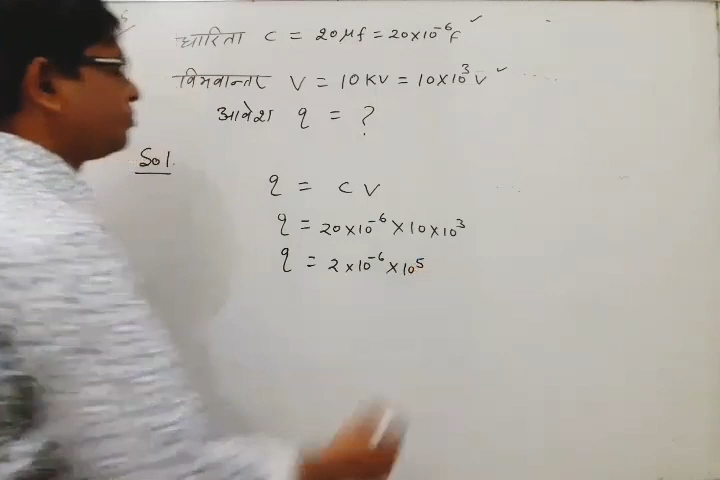 धारिता C = 20μf = 20×10⁻⁶F ✓
विभवान्तर V = 10KV = 10×10³V ✓
आवेश q = ?
Sol.
q = CV
q = 20×10⁻⁶×10×10³
q = 2×10⁻⁶×10⁵